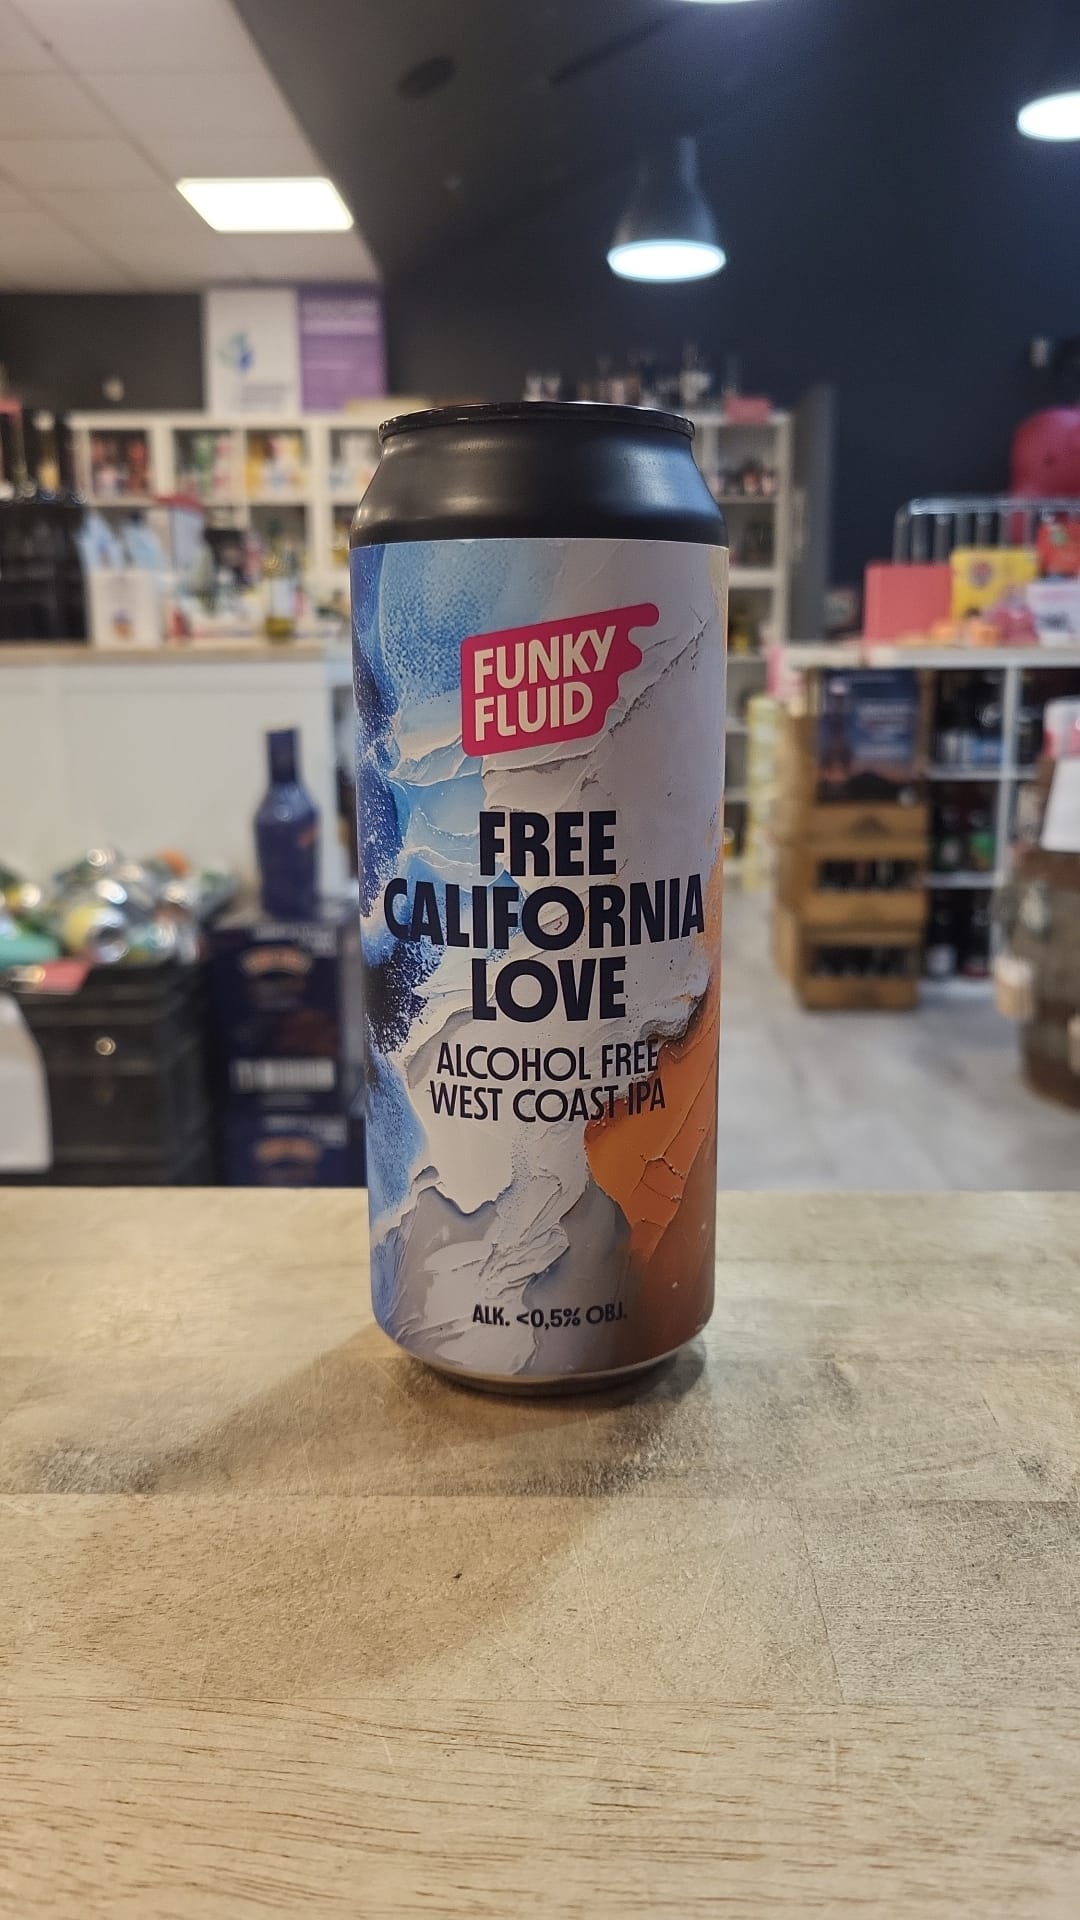 FUNKY
FLUID
FREE
CALIFORNIA
LOVE
ALCOHOL FREE
WEST COAST IPA
ALK. <0,5% OBJ.